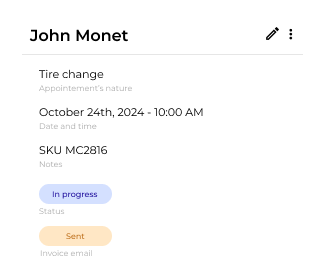 John Monet
Tire change
Appointement's nature
October 24th, 2024 - 10:00 AM
Date and time
SKU MC2816
Notes
In progress
Status
Sent
Invoice email